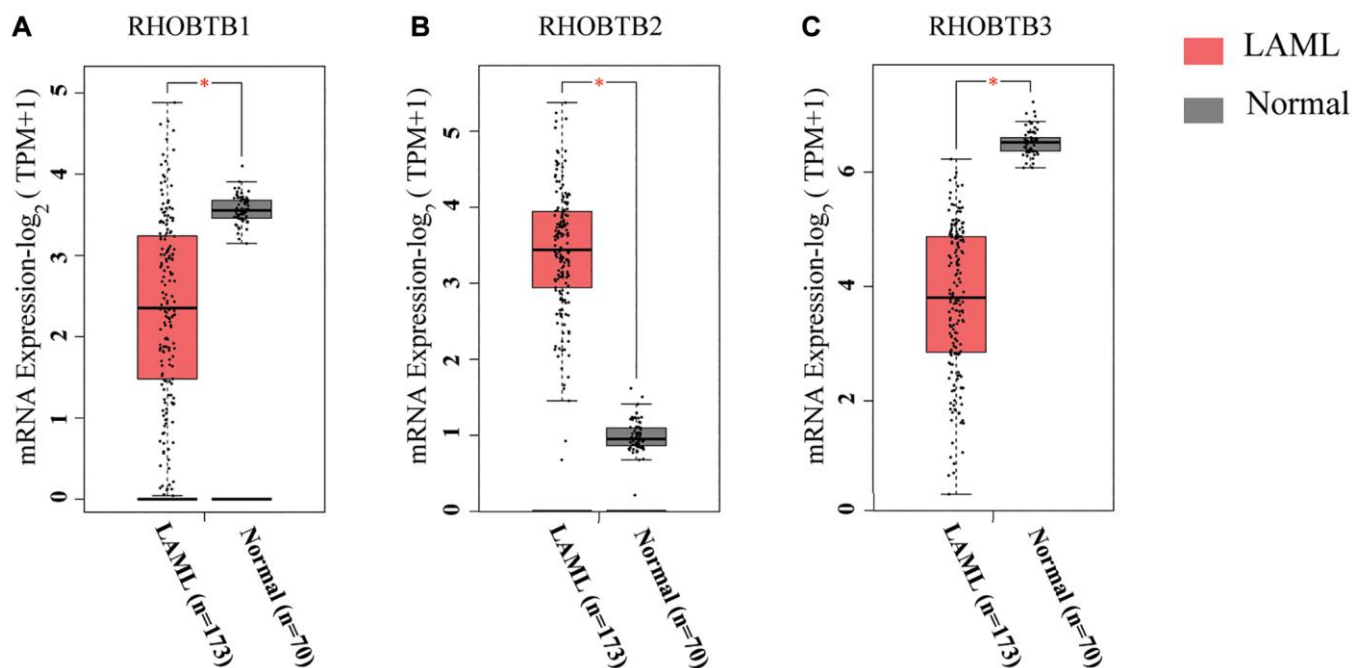 A
RHOBTB1
mRNA Expression-log2 ( TPM+1)
5
4
3
2
1
0
*
LAML (n=173)
Normal (n=70)
B
RHOBTB2
mRNA Expression-log2 ( TPM+1)
5
4
3
2
1
0
*
LAML (n=173)
Normal (n=70)
C
RHOBTB3
mRNA Expression-log2 ( TPM+1)
6
4
2
0
*
LAML (n=173)
Normal (n=70)
LAML
Normal